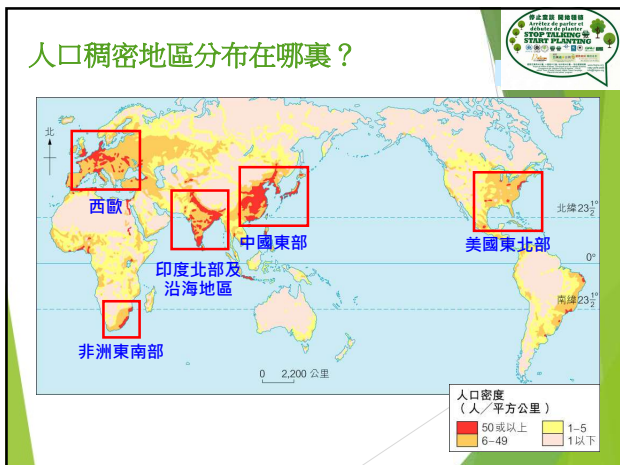 人口稠密地區分布在哪裏？
停止空談 開始種樹
Arrêtez de parler et
débutez de planter
STOP TALKING
START PLANTING
北
西歐
中國東部
印度北部及
沿海地區
美國東北部
非洲東南部
北緯23½°
0°
南緯23½°
0 2,200 公里
人口密度
（人／平方公里）
50或以上
6–49
1–5
1以下